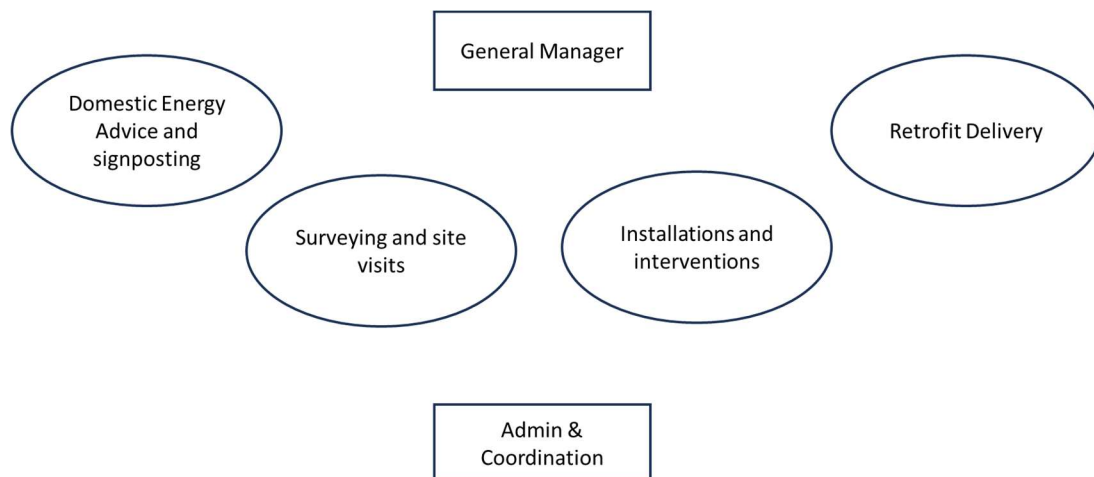 General Manager
Domestic Energy
Advice and
signposting
Retrofit Delivery
Surveying and site
visits
Installations and
interventions
Admin &
Coordination